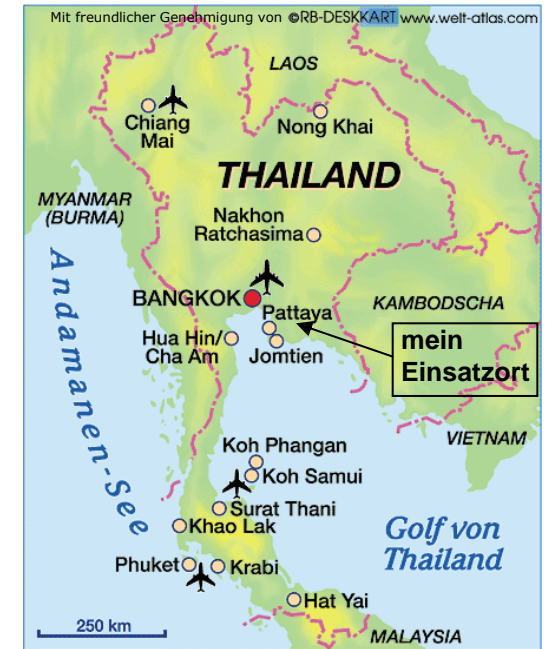 Mit freundlicher Genehmigung von ©RB-DESKKART www.welt-atlas.com
LAOS
Chiang
Mai
Nong Khai
THAILAND
MYANMAR
(BURMA)
Nakhon
Ratchasima
Andamanen-See
BANGKOK
Pattaya
KAMBODSCHA
Hua Hin/
Cha Am
Jomtien
mein
Einsatzort
VIETNAM
Koh Phangan
Koh Samui
Surat Thani
Khao Lak
Golf von
Thailand
Phuket
Krabi
Hat Yai
250 km
MALAYSIA